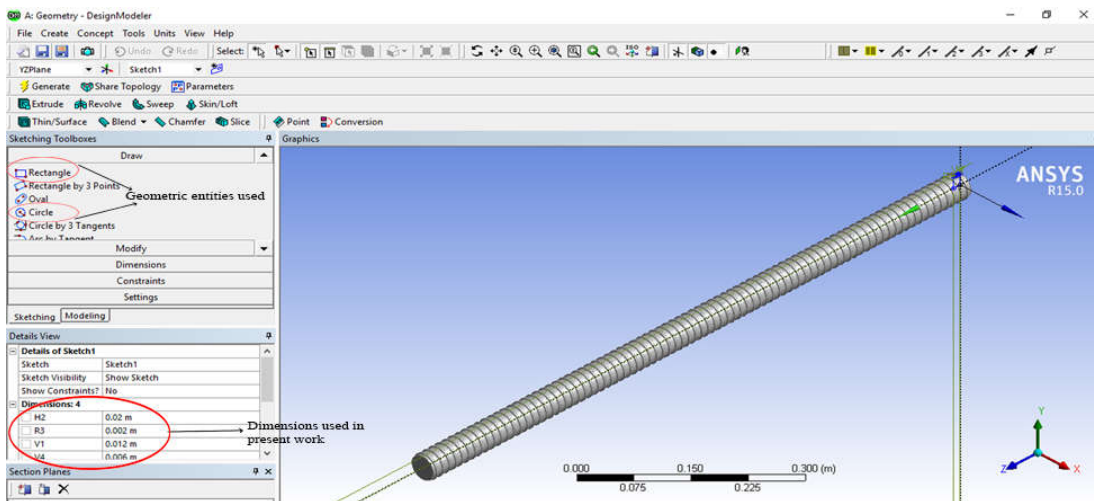 A: Geometry - DesignModeler
File Create Concept Tools Units View Help
Undo Redo Select:
YZPlane Sketch1
Generate Share Topology Parameters
Extrude Revolve Sweep Skin/Loft
Thin/Surface Blend Chamfer Slice Point Conversion
Sketching Toolboxes
Draw
Rectangle
Rectangle by 3 Points
Oval
Circle
Circle by 3 Tangents
Arc by Tangent
Geometric entities used
Modify
Dimensions
Constraints
Settings
Sketching Modeling
Details View
Details of Sketch1
Sketch Sketch1
Sketch Visibility Show Sketch
Show Constraints? No
Dimensions: 4
H2 0.02 m
R3 0.002 m
V1 0.012 m
V4 0.006 m
Dimensions used in
present work
Section Planes
Graphics
ANSYS
R15.0
0.000 0.150 0.300 (m)
0.075 0.225
Y
Z X